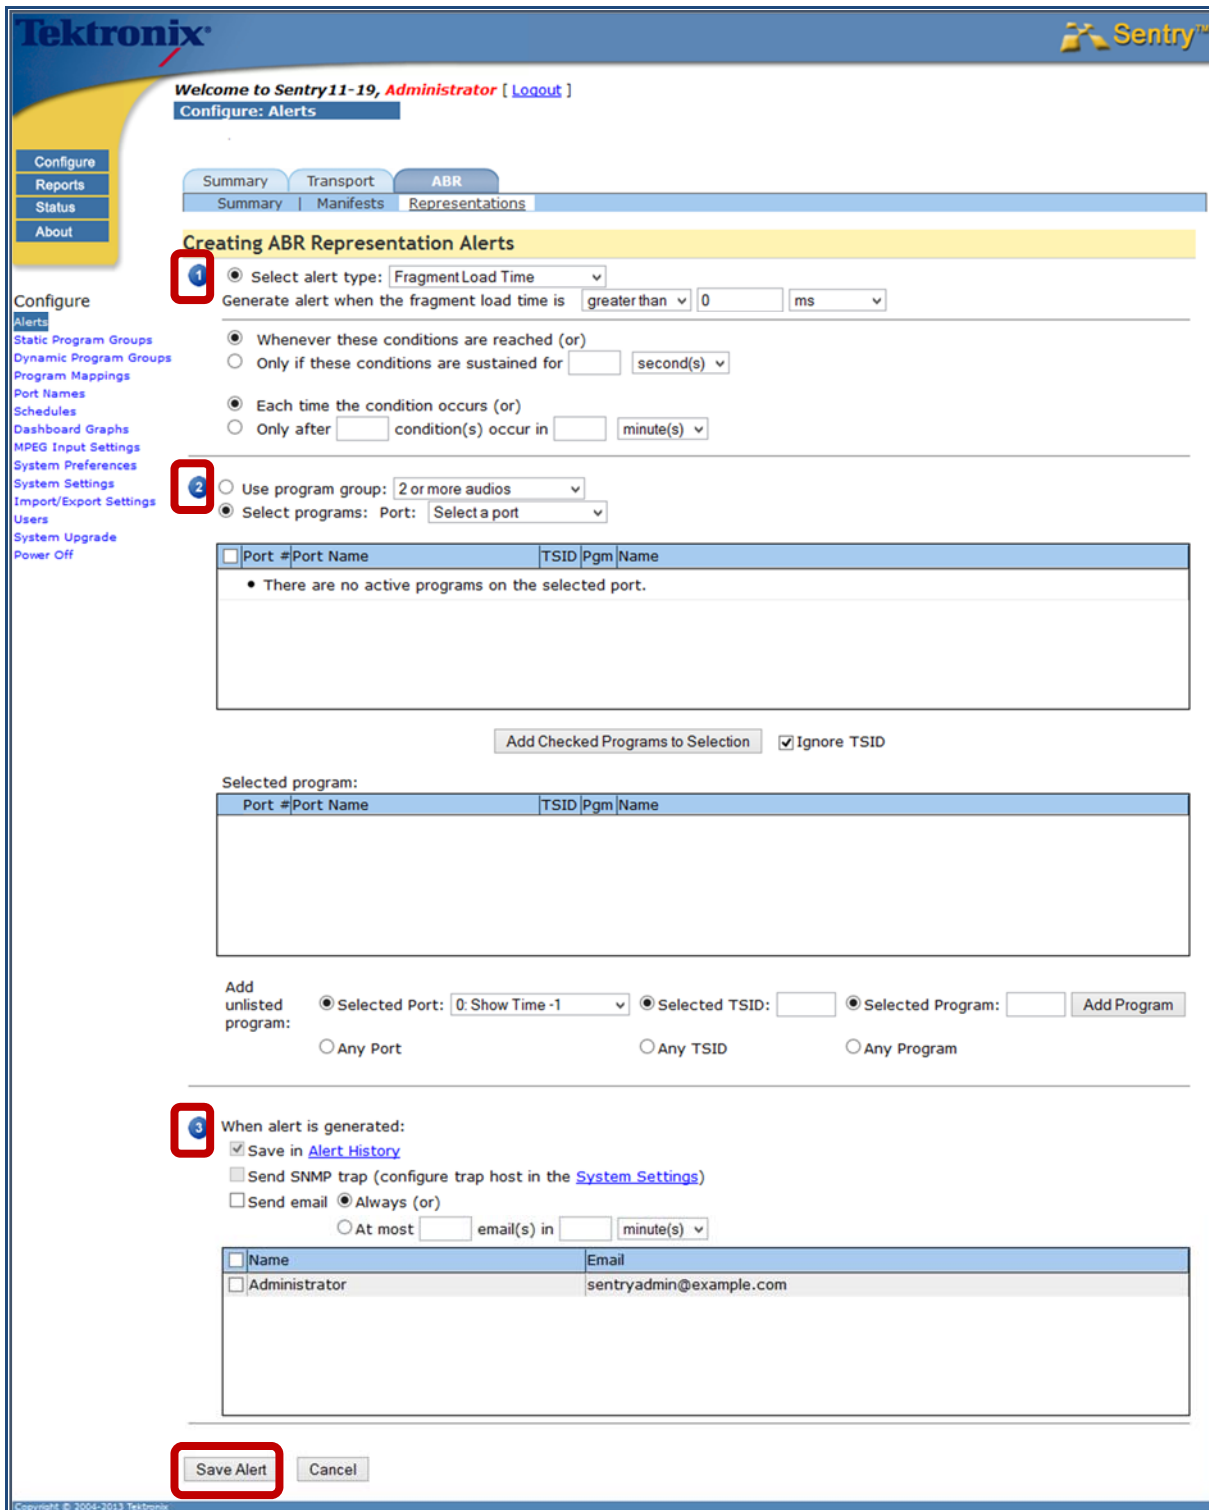 Tektronix
Sentry™
Welcome to Sentry11-19, Administrator [ Logout ]
Configure: Alerts
Configure
Reports
Status
About
Summary Transport ABR
Summary | Manifests Representations
Creating ABR Representation Alerts
1 Select alert type: Fragment Load Time
Generate alert when the fragment load time is greater than 0 ms
Whenever these conditions are reached (or)
Only if these conditions are sustained for second(s)
Each time the condition occurs (or)
Only after condition(s) occur in minute(s)
Configure
Alerts
Static Program Groups
Dynamic Program Groups
Program Mappings
Port Names
Schedules
Dashboard Graphs
MPEG Input Settings
System Preferences
System Settings
Import/Export Settings
Users
System Upgrade
Power Off
2 Use program group: 2 or more audios
Select programs: Port: Select a port
Port # Port Name TSID Pgm Name
• There are no active programs on the selected port.
Add Checked Programs to Selection Ignore TSID
Selected program:
Port # Port Name TSID Pgm Name
Add unlisted program:
Selected Port: 0: Show Time -1 Selected TSID: Selected Program: Add Program
Any Port Any TSID Any Program
3 When alert is generated:
Save in Alert History
Send SNMP trap (configure trap host in the System Settings)
Send email Always (or)
At most email(s) in minute(s)
Name Email
Administrator sentryadmin@example.com
Save Alert Cancel
Copyright © 2004-2013 Tektronix